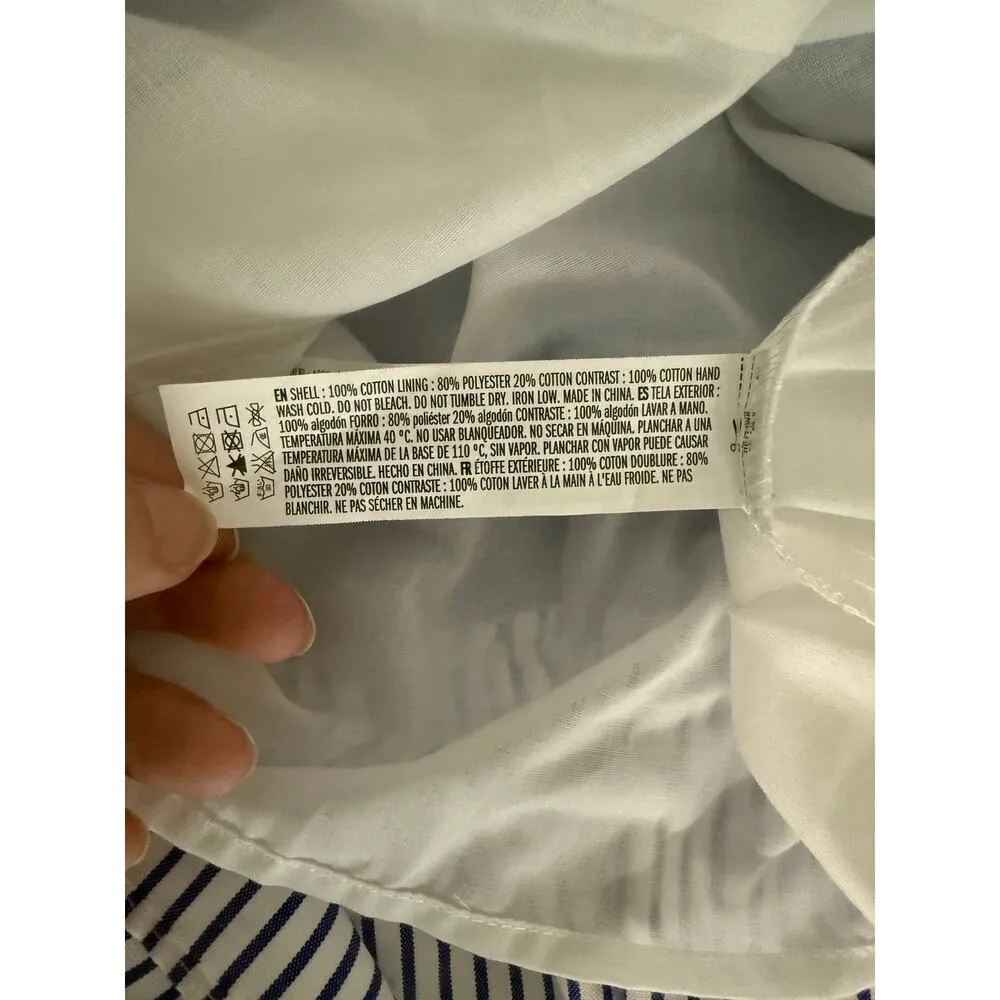 EN SHELL : 100% COTTON LINING : 80% POLYESTER 20% COTTON CONTRAST : 100% COTTON HAND
WASH COLD. DO NOT BLEACH. DO NOT TUMBLE DRY. IRON LOW. MADE IN CHINA. ES TELA EXTERIOR :
100% algodón FORRO : 80% poliéster 20% algodón CONTRASTE : 100% algodón LAVAR A MANO.
TEMPERATURA MÁXIMA 40 °C. NO USAR BLANQUEADOR. NO SECAR EN MÁQUINA. PLANCHAR A UNA
TEMPERATURA MÁXIMA DE LA BASE DE 110 °C, SIN VAPOR. PLANCHAR CON VAPOR PUEDE CAUSAR
DAÑO IRREVERSIBLE. HECHO EN CHINA. FR ÉTOFFE EXTÉRIEURE : 100% COTON DOUBLURE : 80%
POLYESTER 20% COTON CONTRASTE : 100% COTON LAVER À LA MAIN À L'EAU FROIDE. NE PAS
BLANCHIR. NE PAS SÉCHER EN MACHINE.